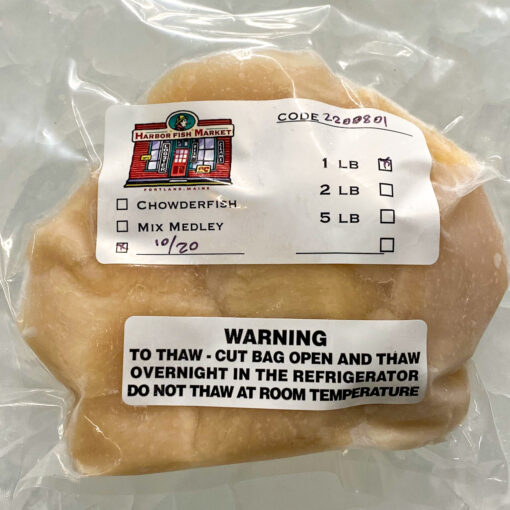 HARBOR FISH MARKET
PORTLAND, MAINE
CODE 2200801
1 LB
2 LB
5 LB
CHOWDERFISH
MIX MEDLEY
10/20
WARNING
TO THAW - CUT BAG OPEN AND THAW
OVERNIGHT IN THE REFRIGERATOR
DO NOT THAW AT ROOM TEMPERATURE